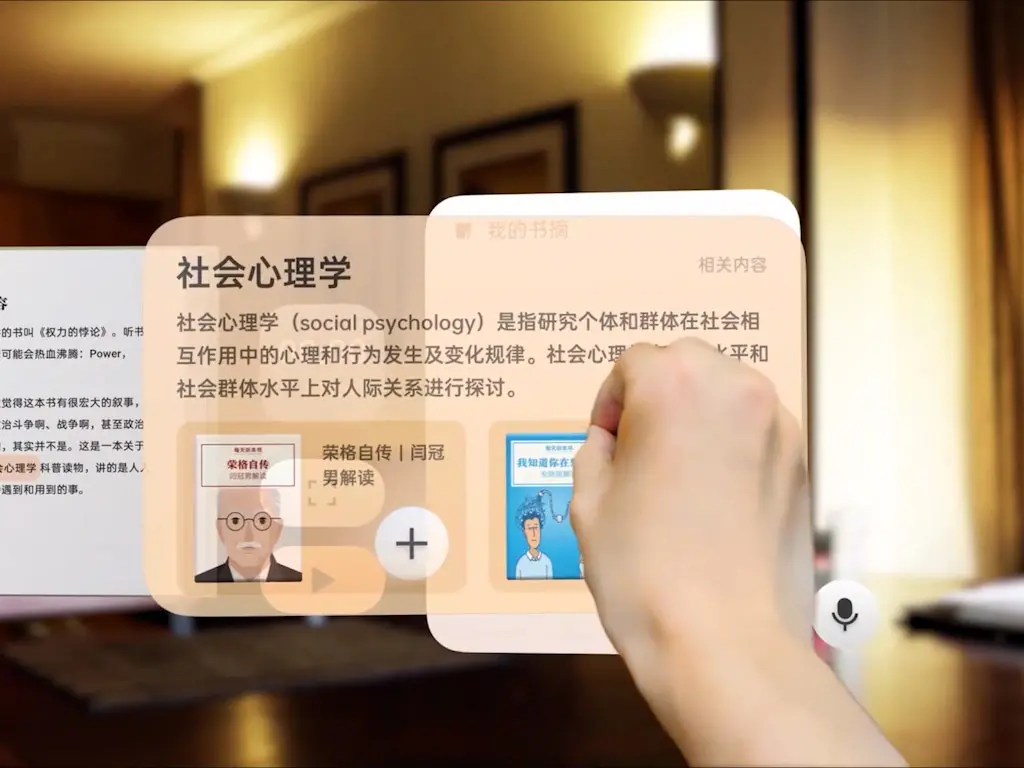 容
的书叫《权力的悖论》。听书
可能会热血沸腾：Power，
觉得这本书有很宏大的叙事，
治斗争啊、战争啊，甚至政治
，其实并不是。这是一本关于
会心理学 科普读物，讲的是人
遇到和用到的事。
我的书摘
社会心理学
相关内容
社会心理学（social psychology）是指研究个体和群体在社会相
互作用中的心理和行为发生及变化规律。社会心理
水平和
社会群体水平上对人际关系进行探讨。
每天听本书
荣格自传
闫冠男解读
荣格自传｜闫冠
男解读
每天听本书
我知道你在